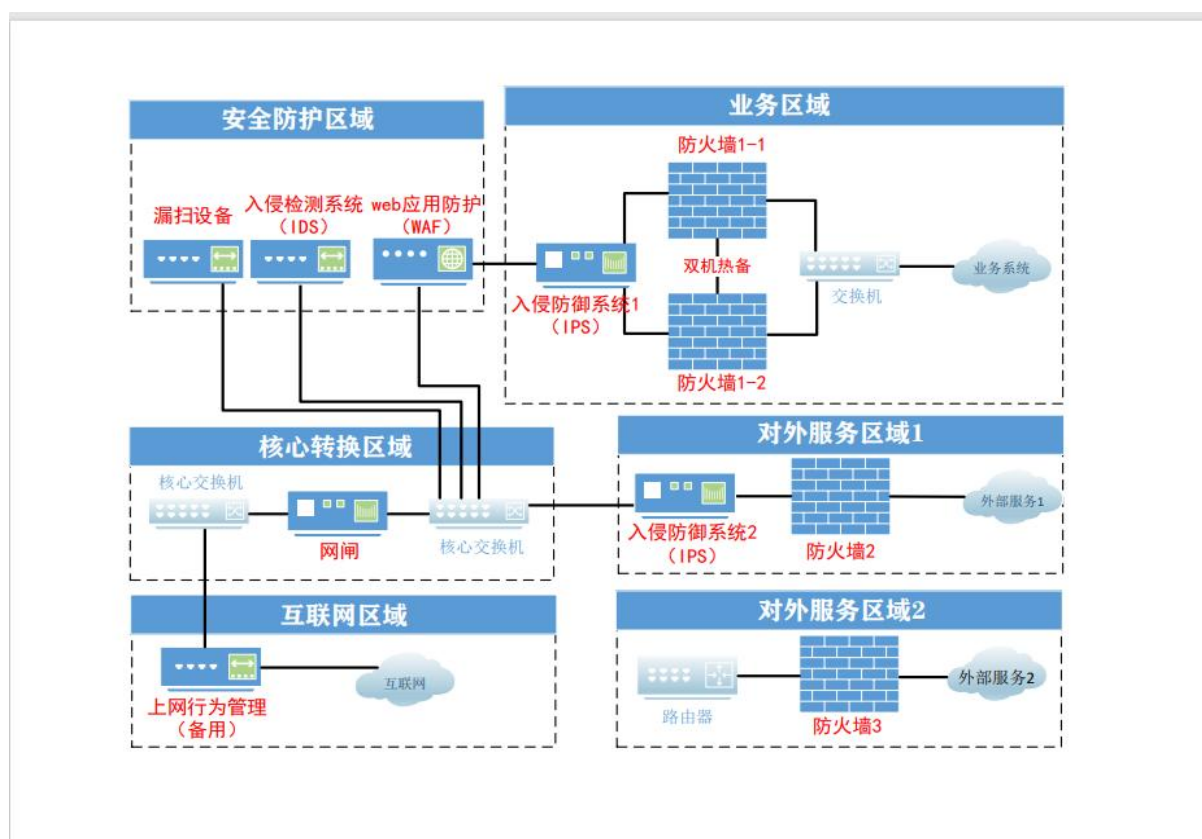 安全防护区域
漏扫设备
入侵检测系统
（IDS）
web应用防护
（WAF）
业务区域
防火墙1-1
双机热备
入侵防御系统1
（IPS）
防火墙1-2
交换机
业务系统
核心转换区域
核心交换机
网闸
核心交换机
对外服务区域1
入侵防御系统2
（IPS）
防火墙2
外部服务1
互联网区域
上网行为管理
（备用）
互联网
对外服务区域2
路由器
防火墙3
外部服务2